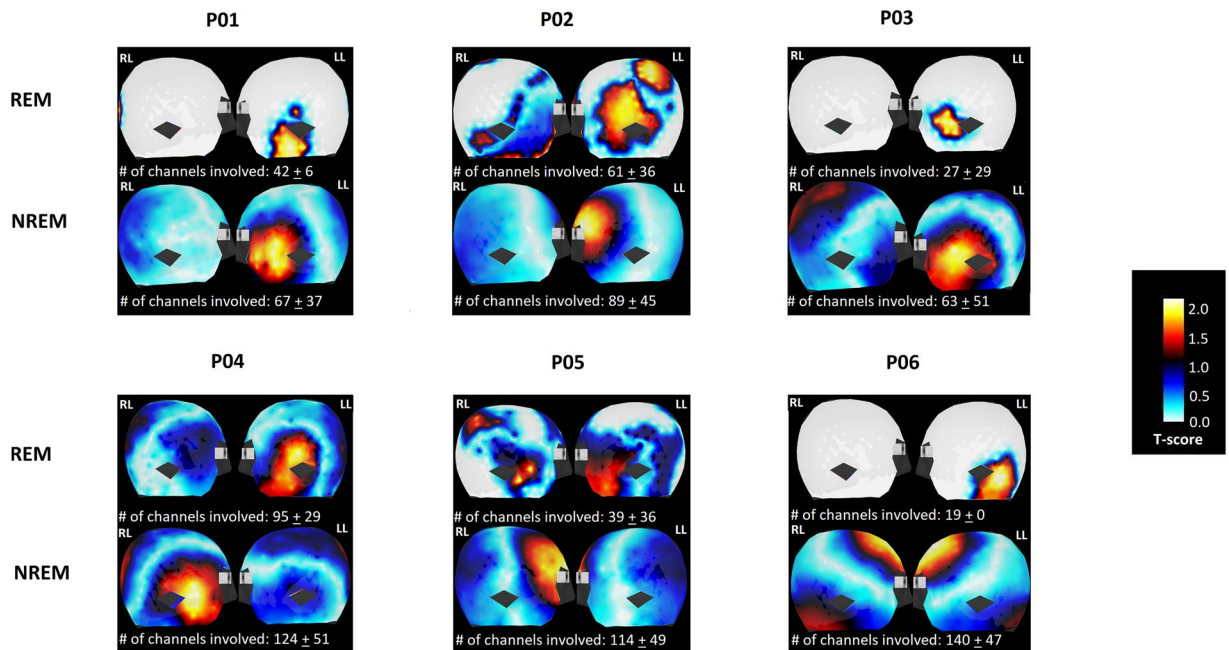 P01 P02 P03
REM
RL LL RL LL RL LL
# of channels involved: 42 ± 6 # of channels involved: 61 ± 36 # of channels involved: 27 ± 29
NREM
RL LL RL LL RL LL
# of channels involved: 67 ± 37 # of channels involved: 89 ± 45 # of channels involved: 63 ± 51
2.0
1.5
1.0
0.5
0.0
T-score
P04 P05 P06
REM
RL LL RL LL RL LL
# of channels involved: 95 ± 29 # of channels involved: 39 ± 36 # of channels involved: 19 ± 0
NREM
RL LL RL LL RL LL
# of channels involved: 124 ± 51 # of channels involved: 114 ± 49 # of channels involved: 140 ± 47